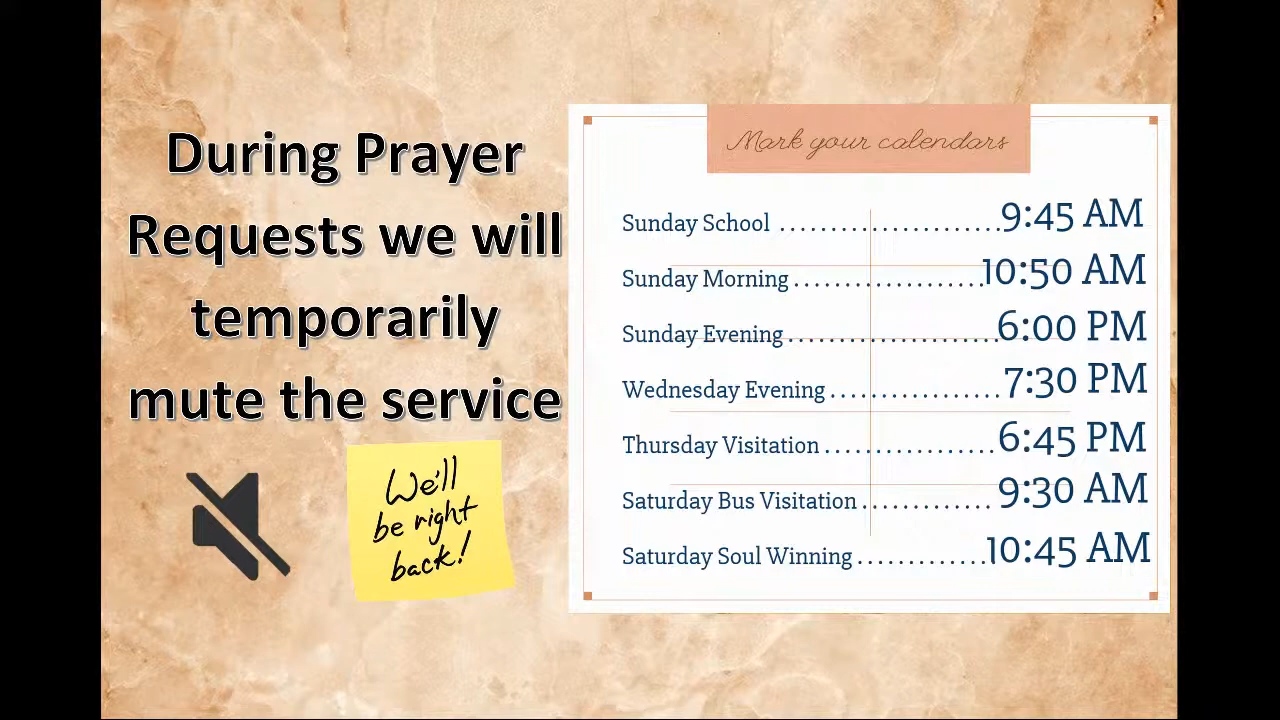 During Prayer
Requests we will
temporarily
mute the service
We'll
be right
back!
Mark your calendars
Sunday School ......................9:45 AM
Sunday Morning ....................10:50 AM
Sunday Evening ......................6:00 PM
Wednesday Evening ..................7:30 PM
Thursday Visitation ..................6:45 PM
Saturday Bus Visitation ..............9:30 AM
Saturday Soul Winning ..............10:45 AM